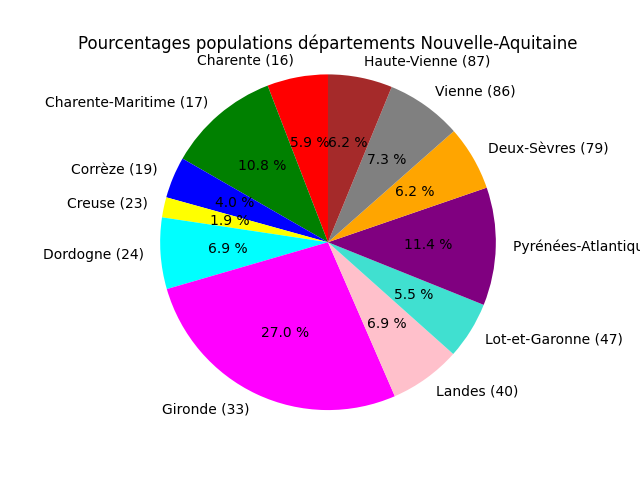 Pourcentages populations départements Nouvelle-Aquitaine
Charente (16)
Haute-Vienne (87)
Charente-Maritime (17)
Vienne (86)
5.9 %
6.2 %
Deux-Sèvres (79)
10.8 %
7.3 %
Corrèze (19)
6.2 %
Creuse (23)
4.0 %
1.9 %
Dordogne (24)
6.9 %
11.4 %
Pyrénées-Atlantiqu
5.5 %
6.9 %
27.0 %
Lot-et-Garonne (47)
Landes (40)
Gironde (33)